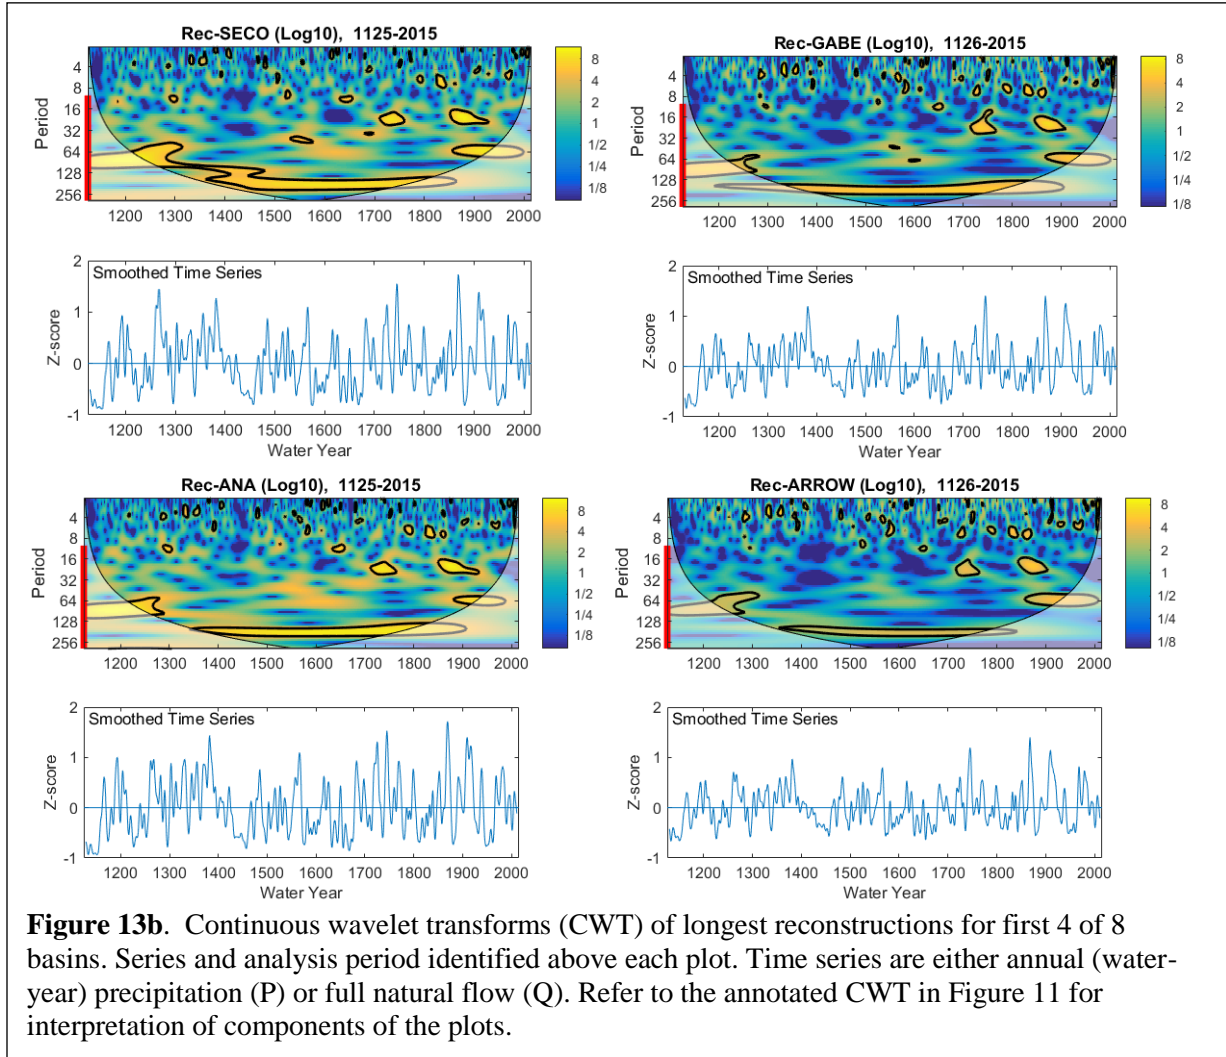 Rec-SECO (Log10), 1125-2015
Period
4
8
16
32
64
128
256
1200 1300 1400 1500 1600 1700 1800 1900 2000
8
4
2
1
1/2
1/4
1/8
Smoothed Time Series
Z-score
2
1
0
-1
1200 1300 1400 1500 1600 1700 1800 1900 2000
Water Year
Rec-GABE (Log10), 1126-2015
Period
4
8
16
32
64
128
256
1200 1300 1400 1500 1600 1700 1800 1900 2000
8
4
2
1
1/2
1/4
1/8
Smoothed Time Series
Z-score
2
1
0
-1
1200 1300 1400 1500 1600 1700 1800 1900 2000
Water Year
Rec-ANA (Log10), 1125-2015
Period
4
8
16
32
64
128
256
1200 1300 1400 1500 1600 1700 1800 1900 2000
8
4
2
1
1/2
1/4
1/8
Smoothed Time Series
Z-score
2
1
0
-1
1200 1300 1400 1500 1600 1700 1800 1900 2000
Water Year
Rec-ARROW (Log10), 1126-2015
Period
4
8
16
32
64
128
256
1200 1300 1400 1500 1600 1700 1800 1900 2000
8
4
2
1
1/2
1/4
1/8
Smoothed Time Series
Z-score
2
1
0
-1
1200 1300 1400 1500 1600 1700 1800 1900 2000
Water Year
Figure 13b. Continuous wavelet transforms (CWT) of longest reconstructions for first 4 of 8
basins. Series and analysis period identified above each plot. Time series are either annual (water-
year) precipitation (P) or full natural flow (Q). Refer to the annotated CWT in Figure 11 for
interpretation of components of the plots.